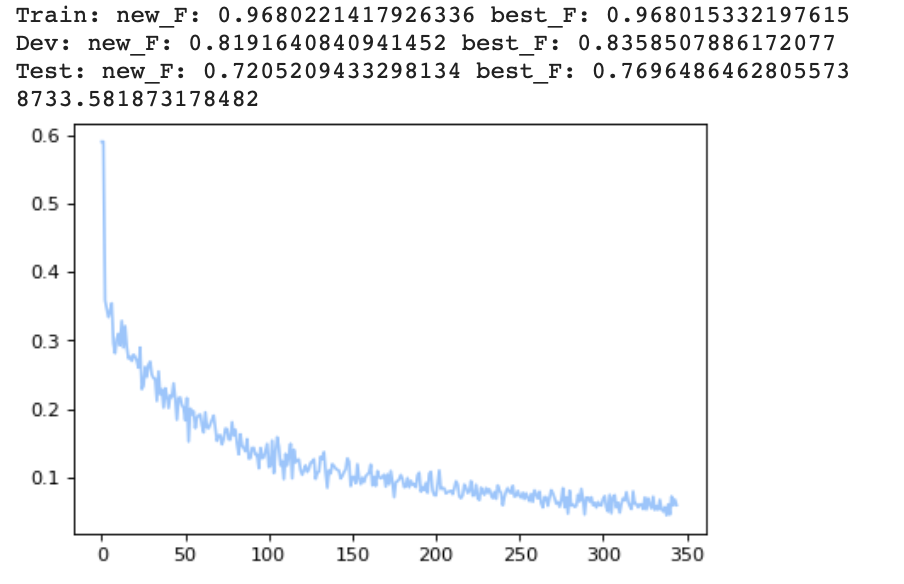 Train: new_F: 0.9680221417926336 best_F: 0.968015332197615
Dev: new_F: 0.8191640840941452 best_F: 0.8358507886172077
Test: new_F: 0.7205209433298134 best_F: 0.7696486462805573
8733.581873178482
0.6
0.5
0.4
0.3
0.2
0.1
0 50 100 150 200 250 300 350